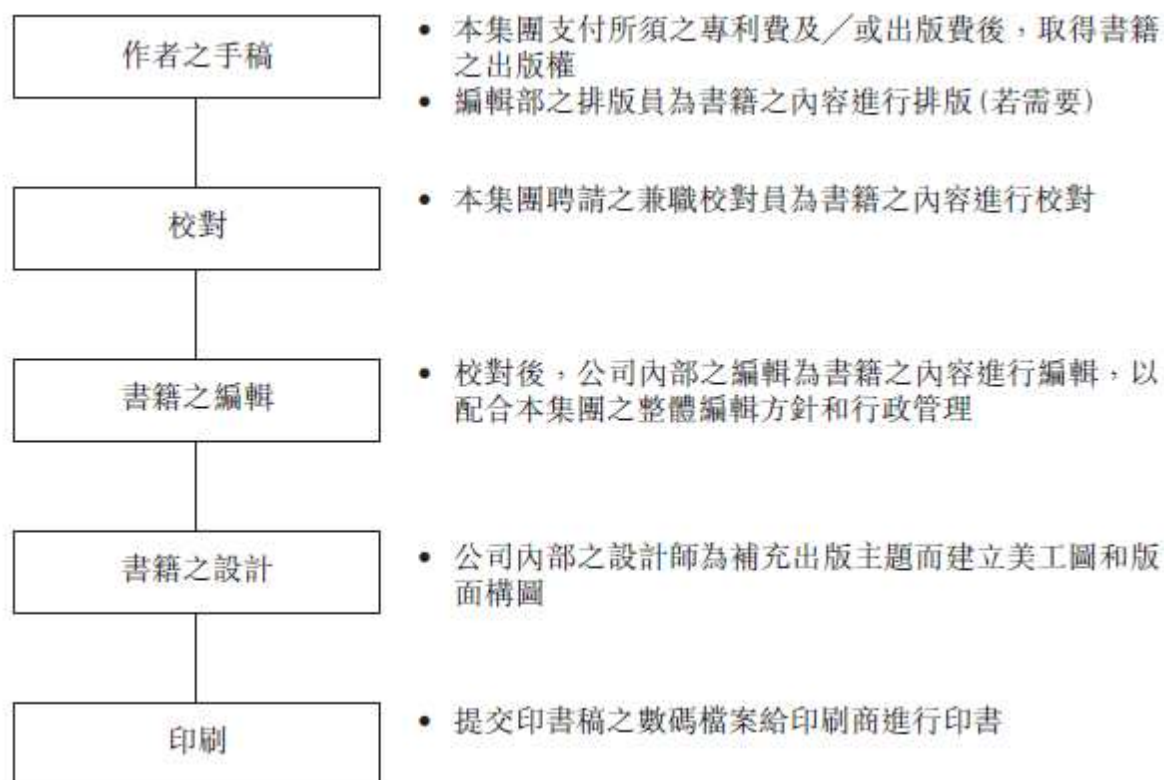 作者之手稿
• 本集團支付所須之專利費及╱或出版費後，取得書籍
之出版權
• 編輯部之排版員為書籍之內容進行排版(若需要)
校對
• 本集團聘請之兼職校對員為書籍之內容進行校對
書籍之編輯
• 校對後，公司內部之編輯為書籍之內容進行編輯，以
配合本集團之整體編輯方針和行政管理
書籍之設計
• 公司內部之設計師為補充出版主題而建立美工圖和版
面構圖
印刷
• 提交印書稿之數碼檔案給印刷商進行印書